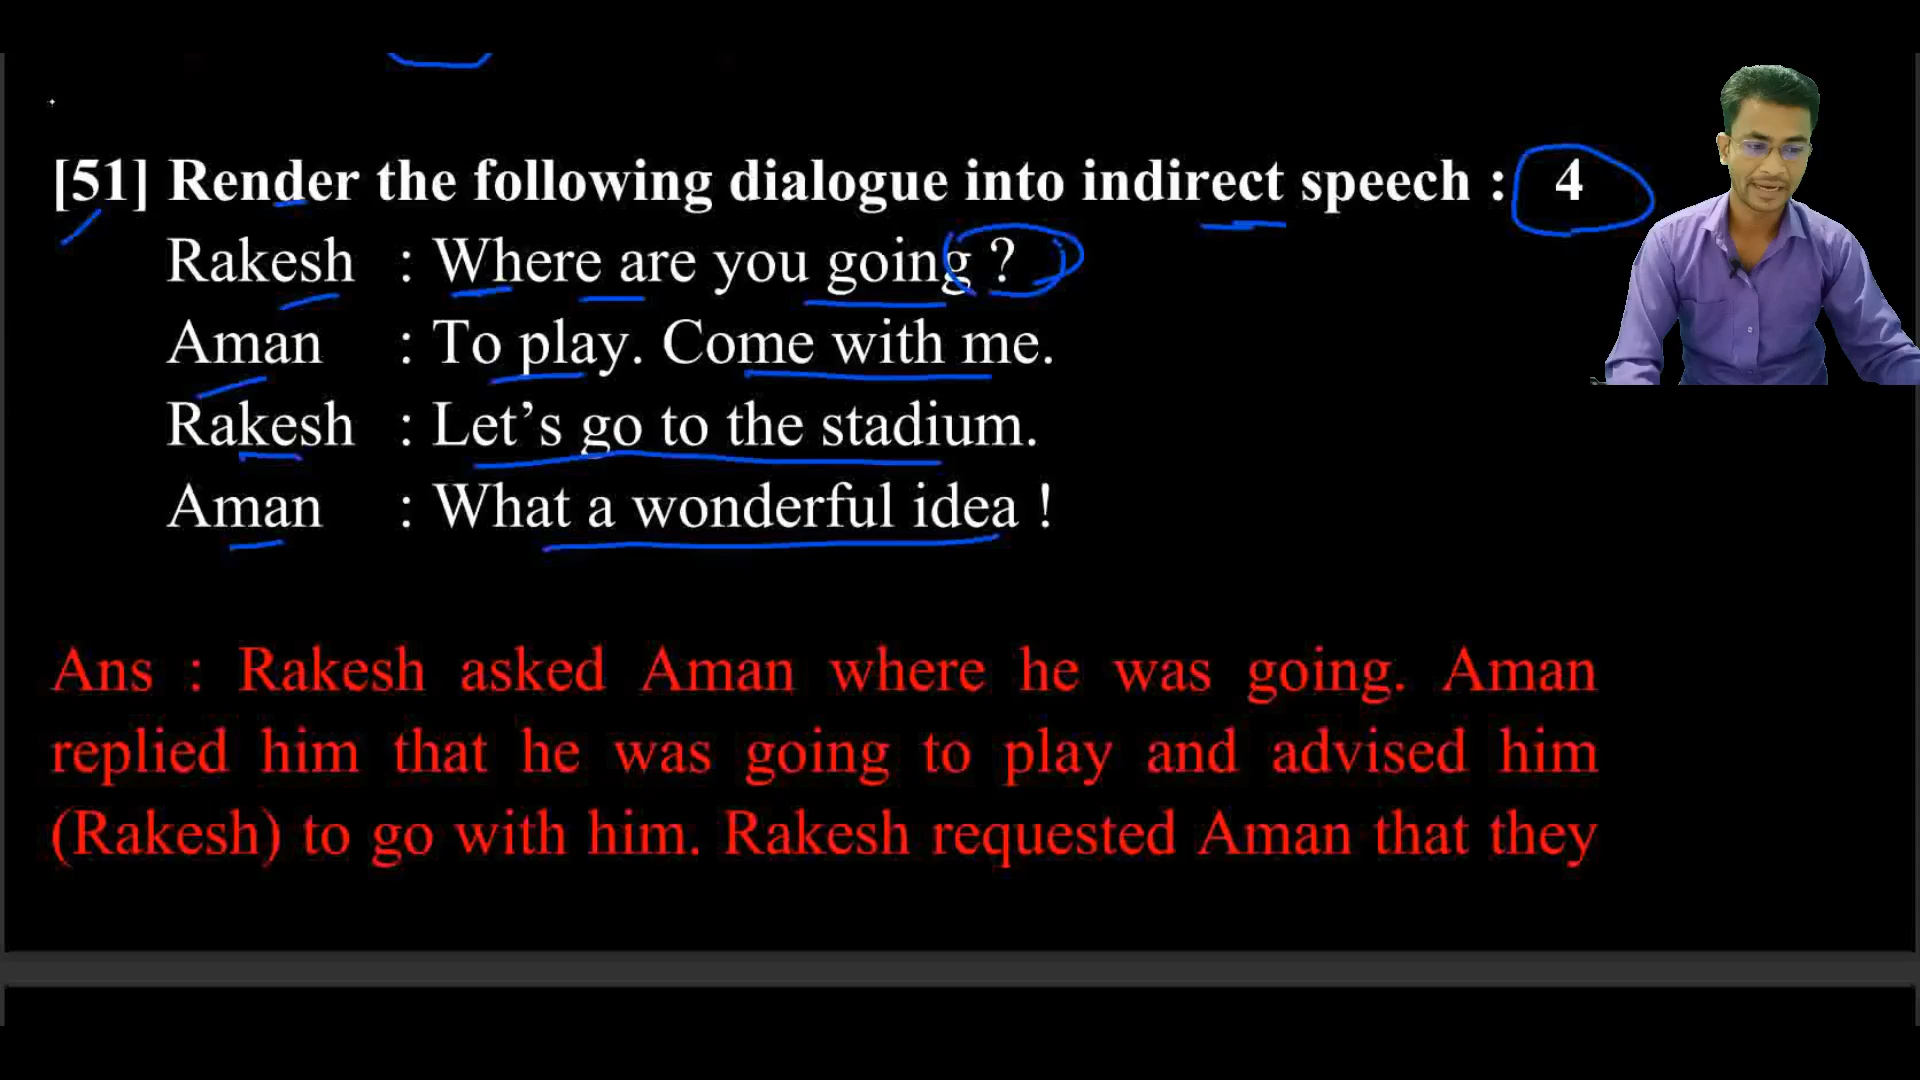 [51] Render the following dialogue into indirect speech : 4
Rakesh : Where are you going ?
Aman : To play. Come with me.
Rakesh : Let’s go to the stadium.
Aman : What a wonderful idea !
Ans : Rakesh asked Aman where he was going. Aman
replied him that he was going to play and advised him
(Rakesh) to go with him. Rakesh requested Aman that they